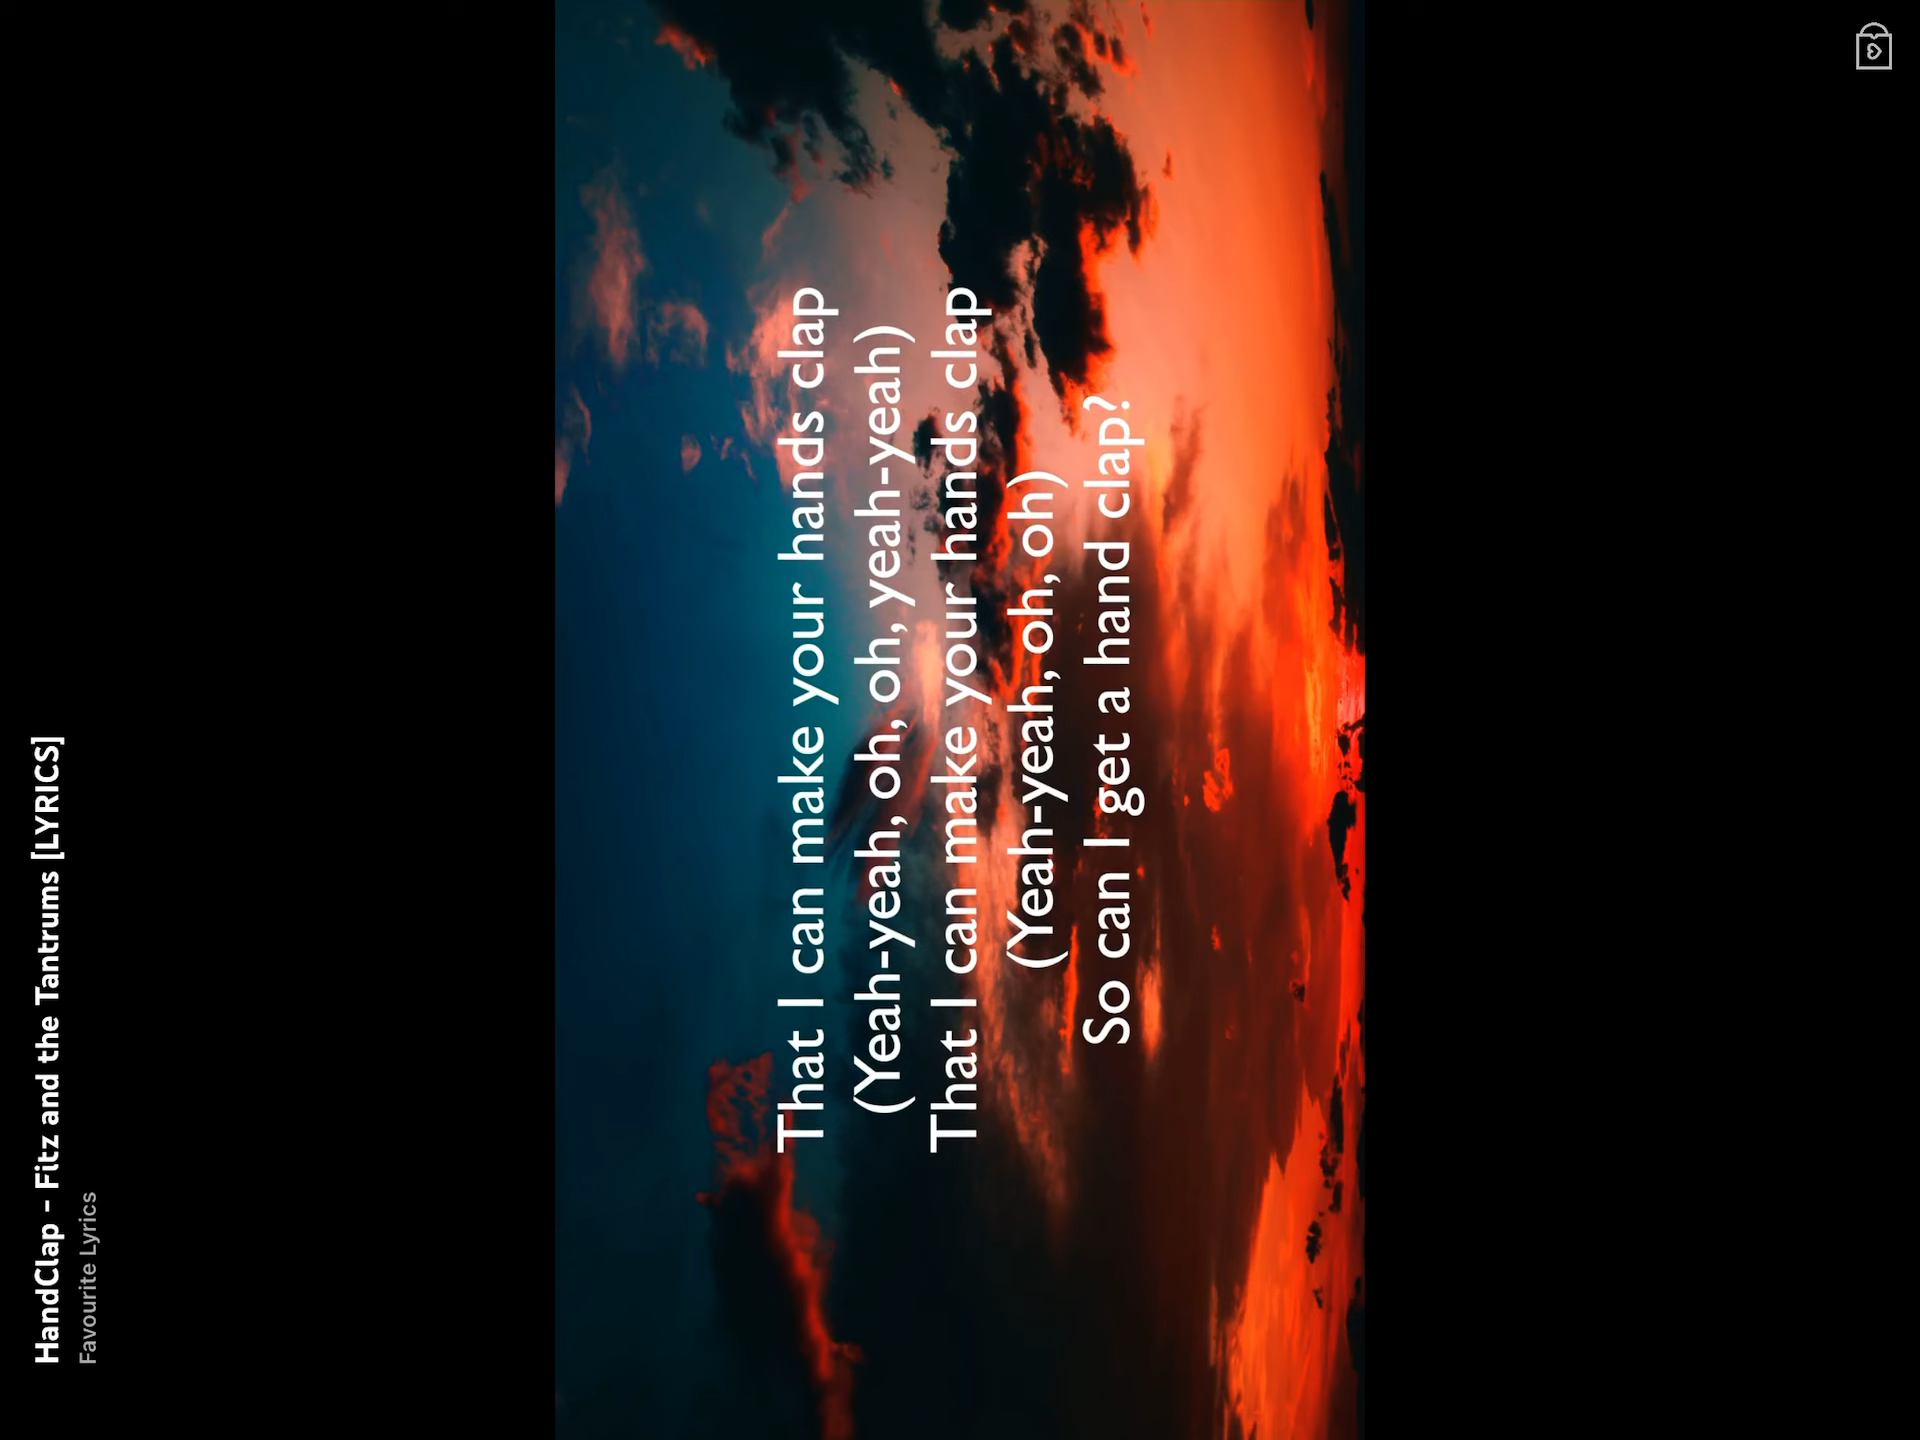 HandClap - Fitz and the Tantrums [LYRICS]
Favourite Lyrics
That I can make your hands clap
(Yeah-yeah, oh, oh, yeah-yeah)
That I can make your hands clap
(Yeah-yeah, oh, oh)
So can I get a hand clap?